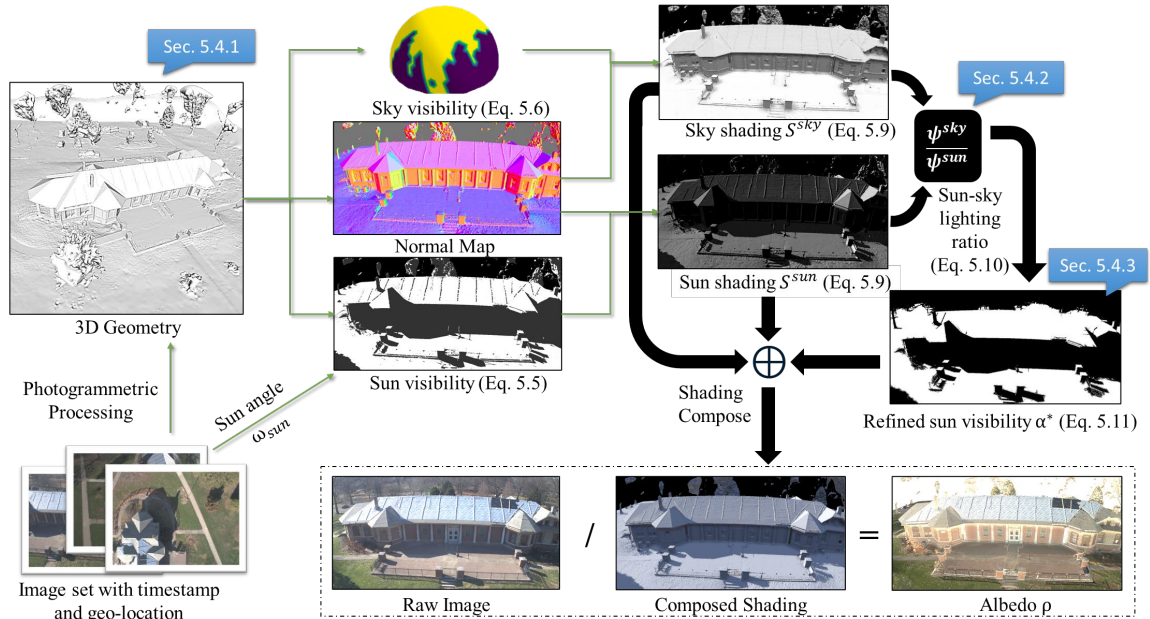 Sec. 5.4.1
3D Geometry
Photogrammetric
Processing
Image set with timestamp
and geo-location
Sun angle
ω_sun
Sky visibility (Eq. 5.6)
Normal Map
Sun visibility (Eq. 5.5)
Sky shading S^sky (Eq. 5.9)
Sun shading S^sun (Eq. 5.9)
Sec. 5.4.2
ψ^sky
ψ^sun
Sun-sky
lighting
ratio
(Eq. 5.10)
Sec. 5.4.3
Refined sun visibility α* (Eq. 5.11)
⊕
Shading
Compose
/
=
Raw Image
Composed Shading
Albedo ρ